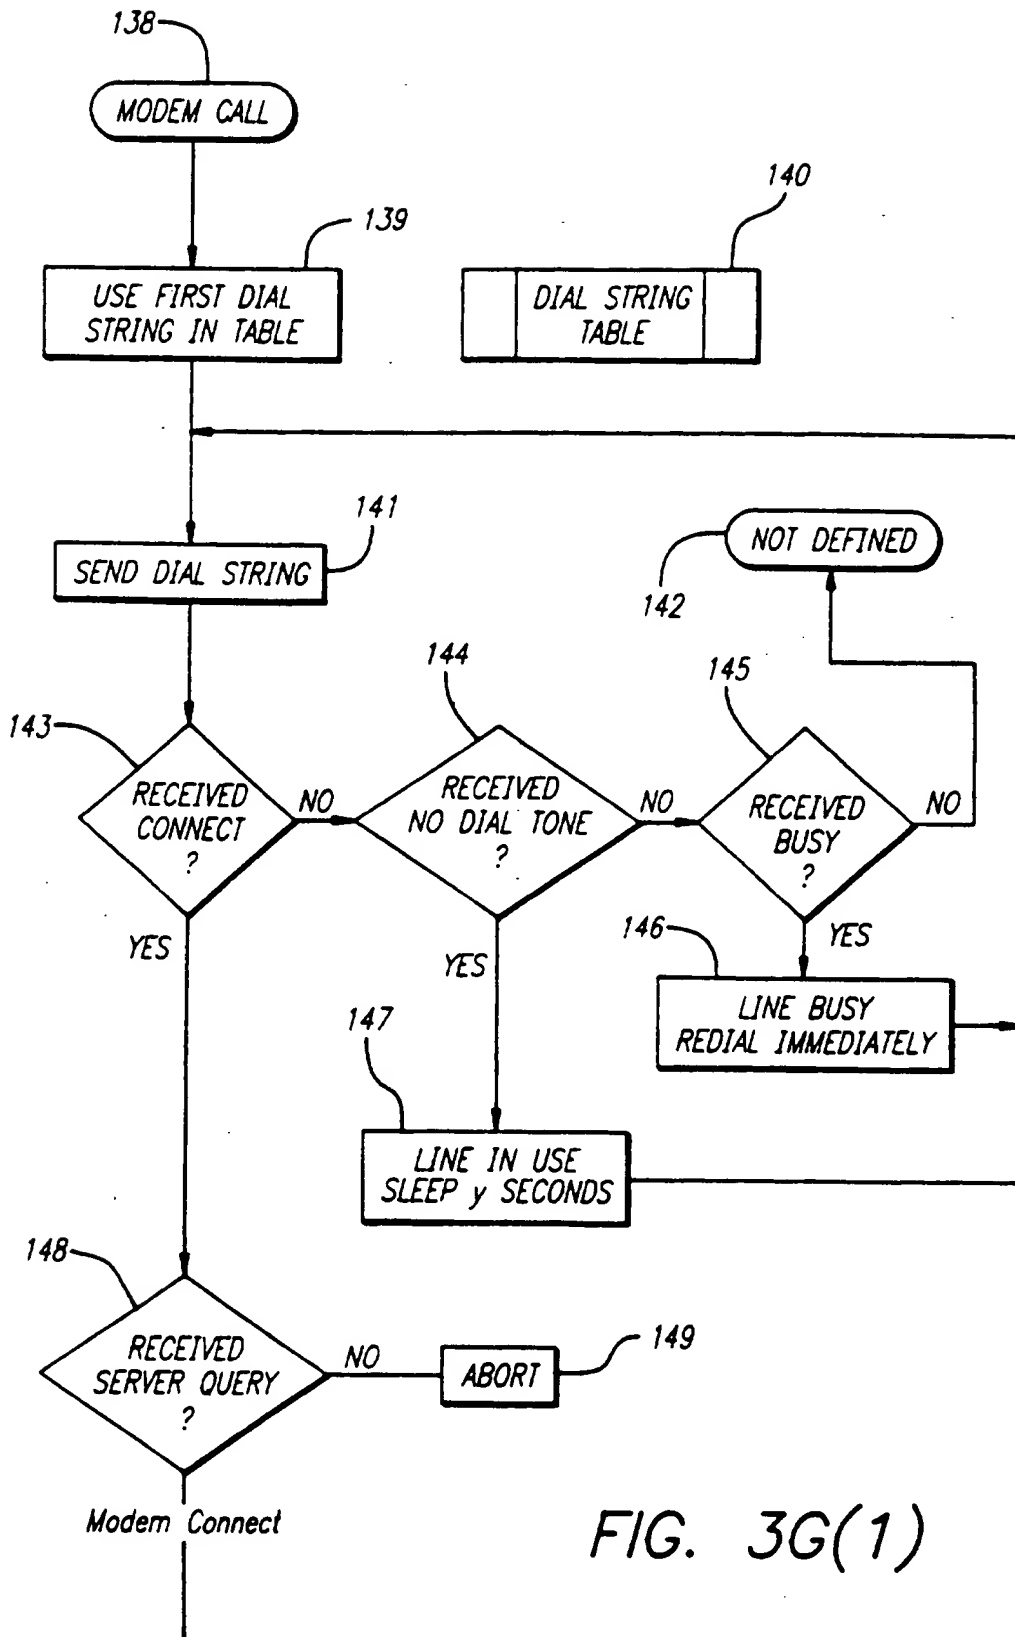 138
MODEM CALL
140
139
USE FIRST DIAL
STRING IN TABLE
DIAL STRING
TABLE
141
SEND DIAL STRING
NOT DEFINED
142
144
145
143
RECEIVED
CONNECT
?
NO
RECEIVED
NO DIAL TONE
?
NO
RECEIVED
BUSY
?
NO
YES
YES
YES
146
LINE BUSY
REDIAL IMMEDIATELY
147
LINE IN USE
SLEEP y SECONDS
148
RECEIVED
SERVER QUERY
?
NO
ABORT
149
Modem Connect
FIG. 3G(1)